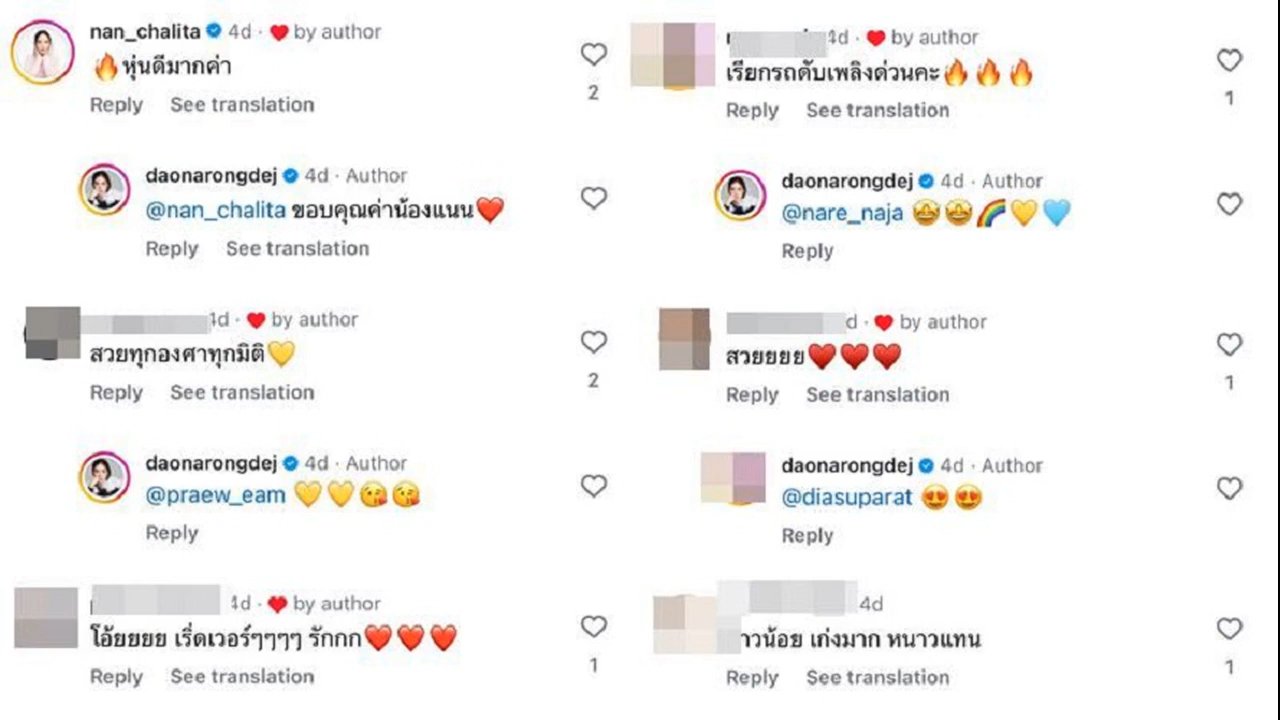 nan_chalita 4d · ❤️ by author
🔥หุ่นดีมากค่า
2
Reply See translation
daonarongdej 4d · Author
@nan_chalita ขอบคุณค่าน้องแนน❤️
Reply See translation
4d · ❤️ by author
สวยทุกองศาทุกมิติ💛
2
Reply See translation
daonarongdej 4d · Author
@praew_eam 💛💛😘😘
Reply
4d · ❤️ by author
โอ้ยยยย เริ่ดเวอร์ๆๆๆๆ รักกก❤️❤️❤️
1
Reply See translation
4d · ❤️ by author
เรียกรถดับเพลิงด่วนคะ🔥🔥🔥
1
Reply See translation
daonarongdej 4d · Author
@nare_naja 🤩🤩🌈💛🩵
Reply
d · ❤️ by author
สวยยยย❤️❤️❤️
1
Reply See translation
daonarongdej 4d · Author
@diasuparat 😍😍
Reply
4d
าวน้อย เก่งมาก หนาวแทน
1
Reply See translation